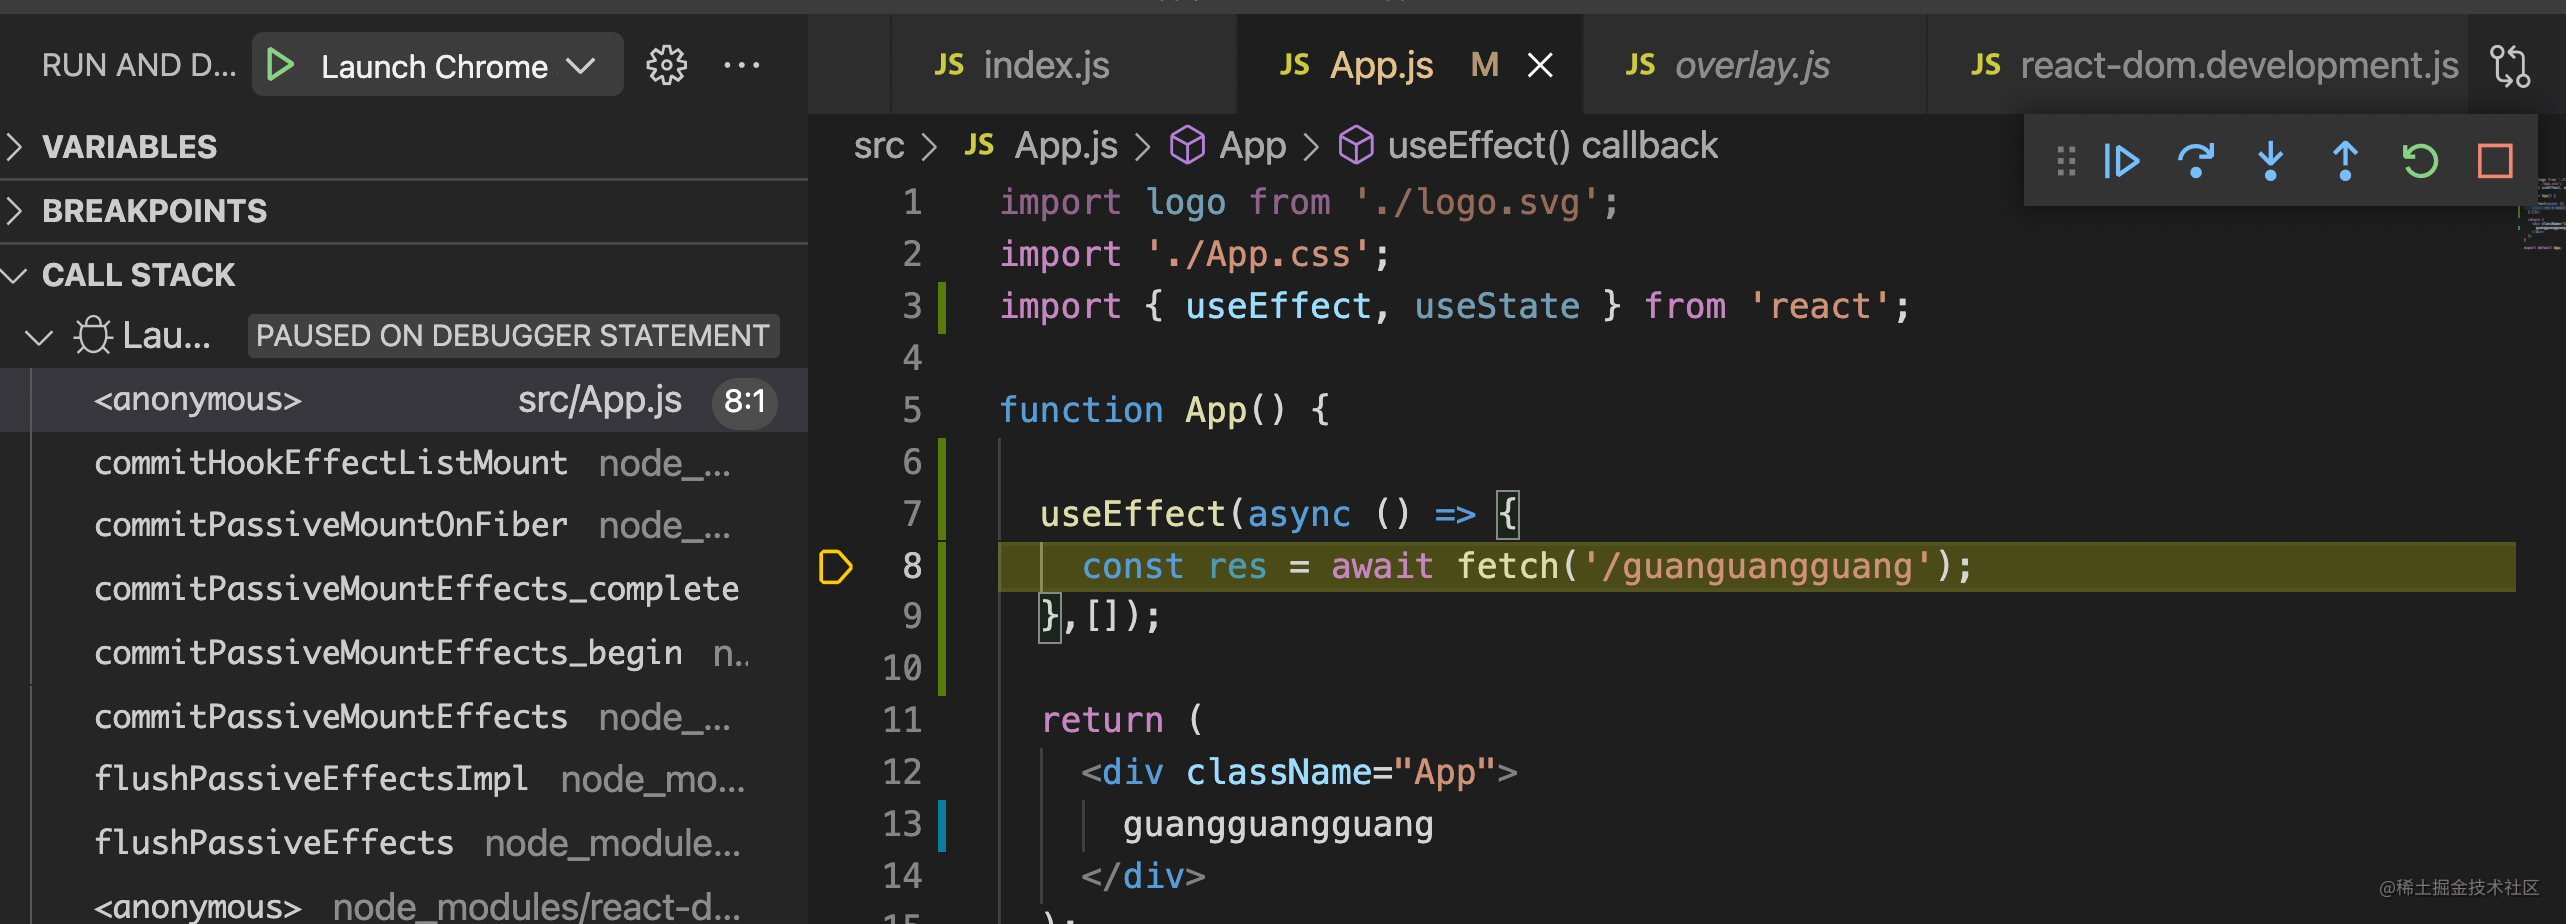 RUN AND D...
Launch Chrome
VARIABLES
BREAKPOINTS
CALL STACK
Lau... PAUSED ON DEBUGGER STATEMENT
<anonymous> src/App.js 8:1
commitHookEffectListMount node_...
commitPassiveMountOnFiber node_...
commitPassiveMountEffects_complete
commitPassiveMountEffects_begin n..
commitPassiveMountEffects node_...
flushPassiveEffectsImpl node_mo...
flushPassiveEffects node_module...
<anonymous> node_modules/react-d...
JS index.js
JS App.js M
JS overlay.js
JS react-dom.development.js
src > JS App.js > App > useEffect() callback
1 import logo from './logo.svg';
2 import './App.css';
3 import { useEffect, useState } from 'react';
4
5 function App() {
6
7 useEffect(async () => {
8 const res = await fetch('/guanguangguang');
9 },[]);
10
11 return (
12 <div className="App">
13 guangguangguang
14 </div>
15 );
@稀土掘金技术社区